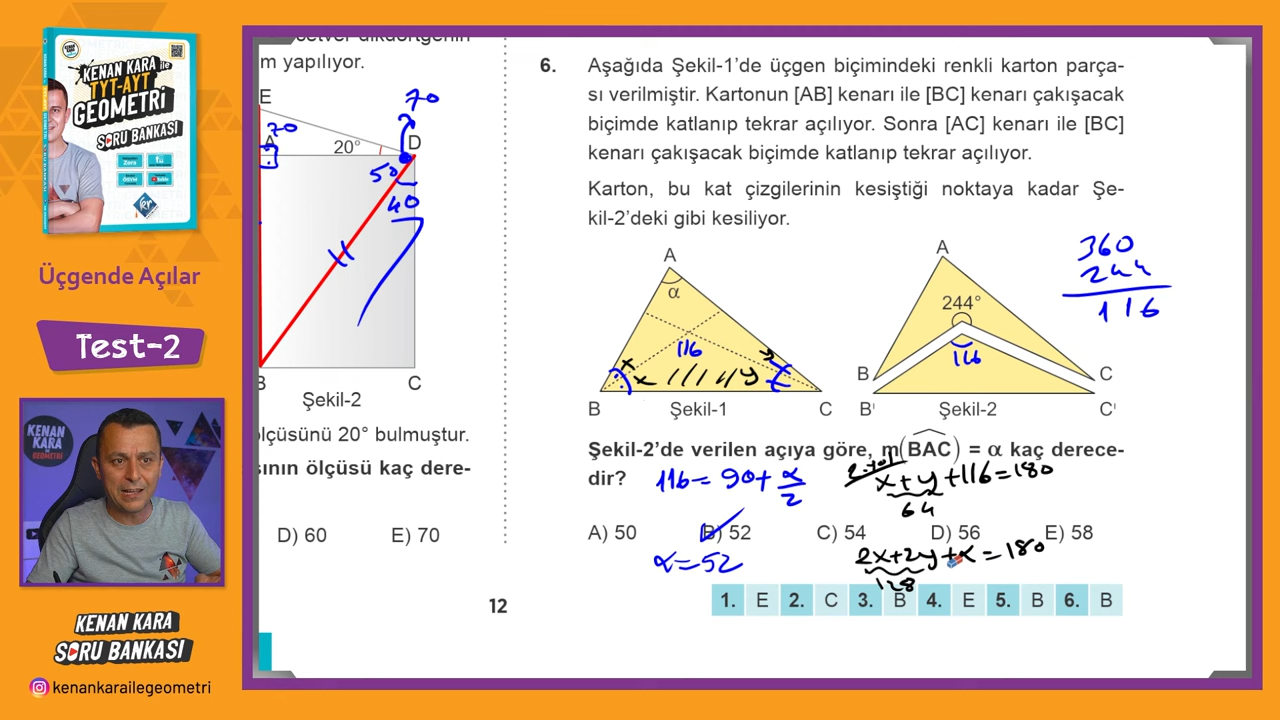 KENAN KARA ile
TYT-AYT
GEOMETRİ
SORU BANKASI
Üçgende Açılar
Test-2
KENAN KARA
ile GEOMETRİ
KENAN KARA
SORU BANKASI
kenankarailegeometri
m yapılıyor.
E
70
70
A
20°
D
50
40
B
C
Şekil-2
ölçüsünü 20° bulmuştur.
sının ölçüsü kaç dere-
D) 60 E) 70
12
6. Aşağıda Şekil-1'de üçgen biçimindeki renkli karton parça-
sı verilmiştir. Kartonun [AB] kenarı ile [BC] kenarı çakışacak
biçimde katlanıp tekrar açılıyor. Sonra [AC] kenarı ile [BC]
kenarı çakışacak biçimde katlanıp tekrar açılıyor.
Karton, bu kat çizgilerinin kesiştiği noktaya kadar Şe-
kil-2'deki gibi kesiliyor.
A
α
116
x
x
y
y
B
Şekil-1
C
A
244°
116
B
C
B'
Şekil-2
C'
360
244
116
Şekil-2'de verilen açıya göre, m(BAC) = α kaç derece-
dir?
116 = 90 + α/2
x + y + 116 = 180
64
A) 50 B) 52 C) 54 D) 56 E) 58
α = 52
2x + 2y + α = 180
128
1. E 2. C 3. B 4. E 5. B 6. B